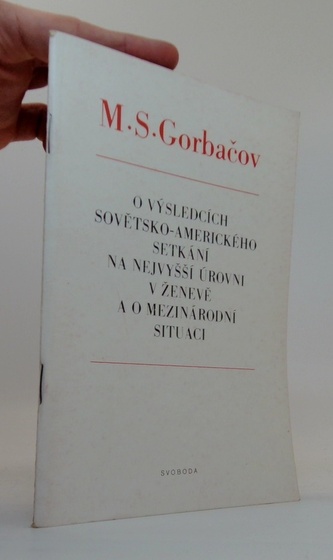 M.S.Gorbačov
O VÝSLEDCÍCH
SOVĚTSKO-AMERICKÉHO
SETKÁNÍ
NA NEJVYŠŠÍ ÚROVNI
V ŽENEVĚ
A O MEZINÁRODNÍ
SITUACI
SVOBODA